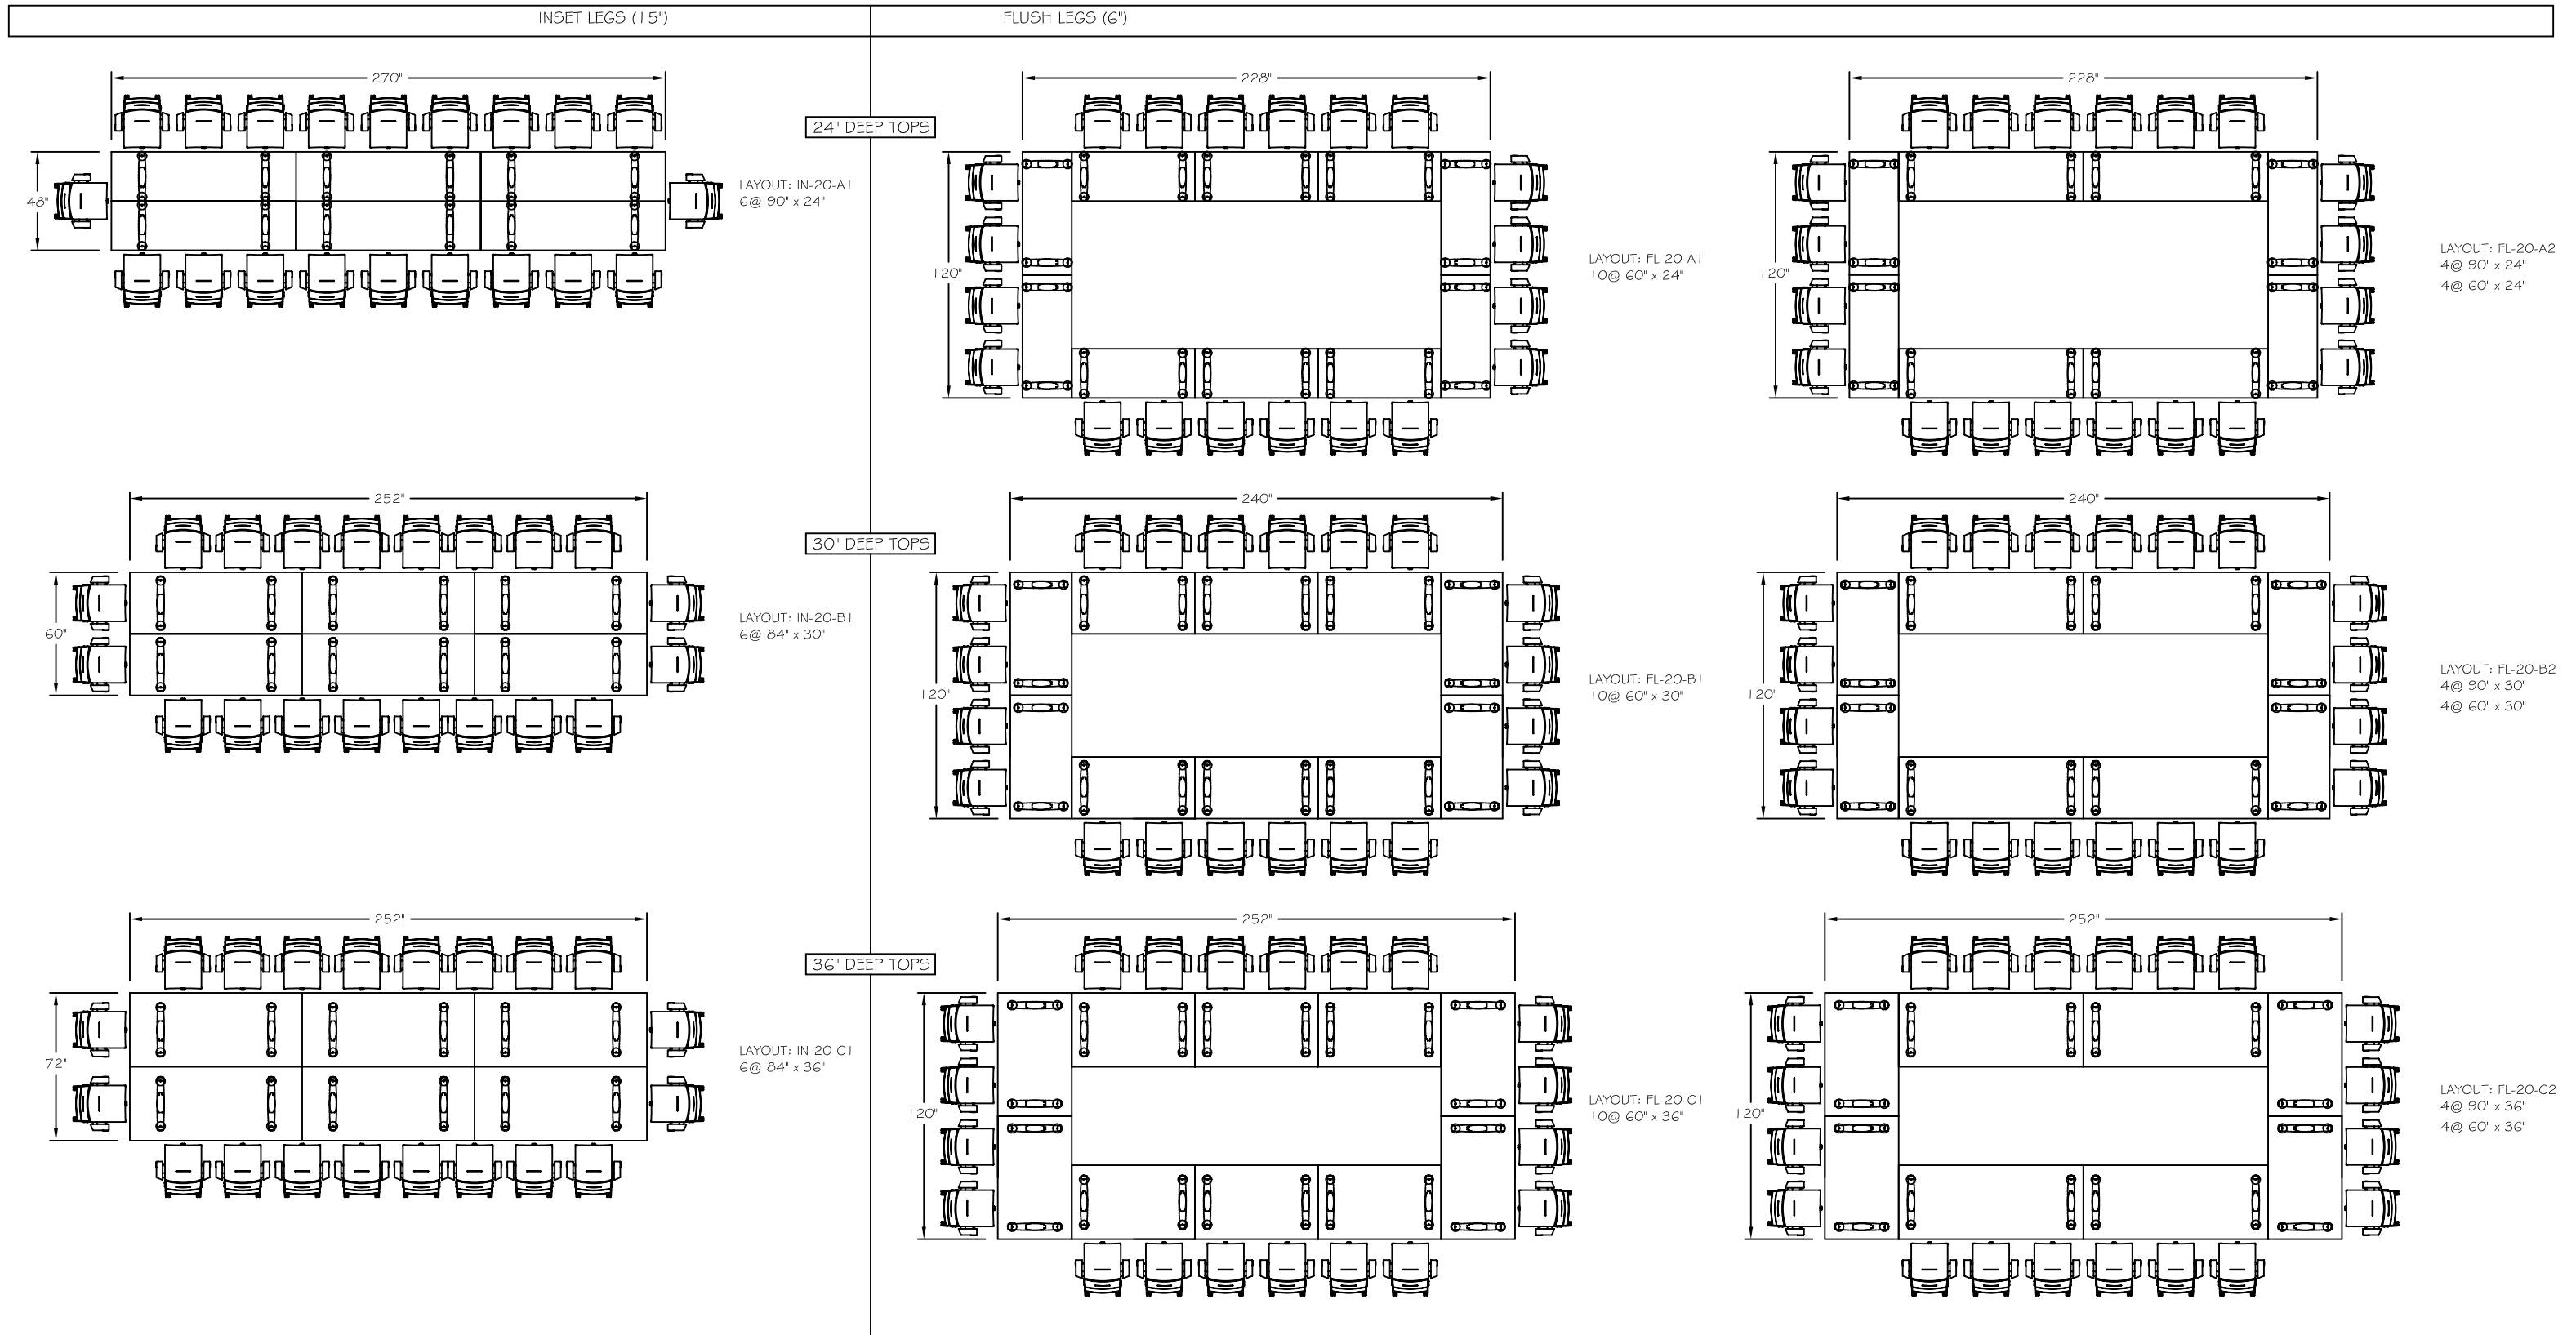 INSET LEGS (15")
FLUSH LEGS (6")
24" DEEP TOPS
270"
48"
LAYOUT: IN-20-A1
6@ 90" x 24"
228"
120"
LAYOUT: FL-20-A1
10@ 60" x 24"
228"
120"
LAYOUT: FL-20-A2
4@ 90" x 24"
4@ 60" x 24"
30" DEEP TOPS
252"
60"
LAYOUT: IN-20-B1
6@ 84" x 30"
240"
120"
LAYOUT: FL-20-B1
10@ 60" x 30"
240"
120"
LAYOUT: FL-20-B2
4@ 90" x 30"
4@ 60" x 30"
36" DEEP TOPS
252"
72"
LAYOUT: IN-20-C1
6@ 84" x 36"
252"
120"
LAYOUT: FL-20-C1
10@ 60" x 36"
252"
120"
LAYOUT: FL-20-C2
4@ 90" x 36"
4@ 60" x 36"